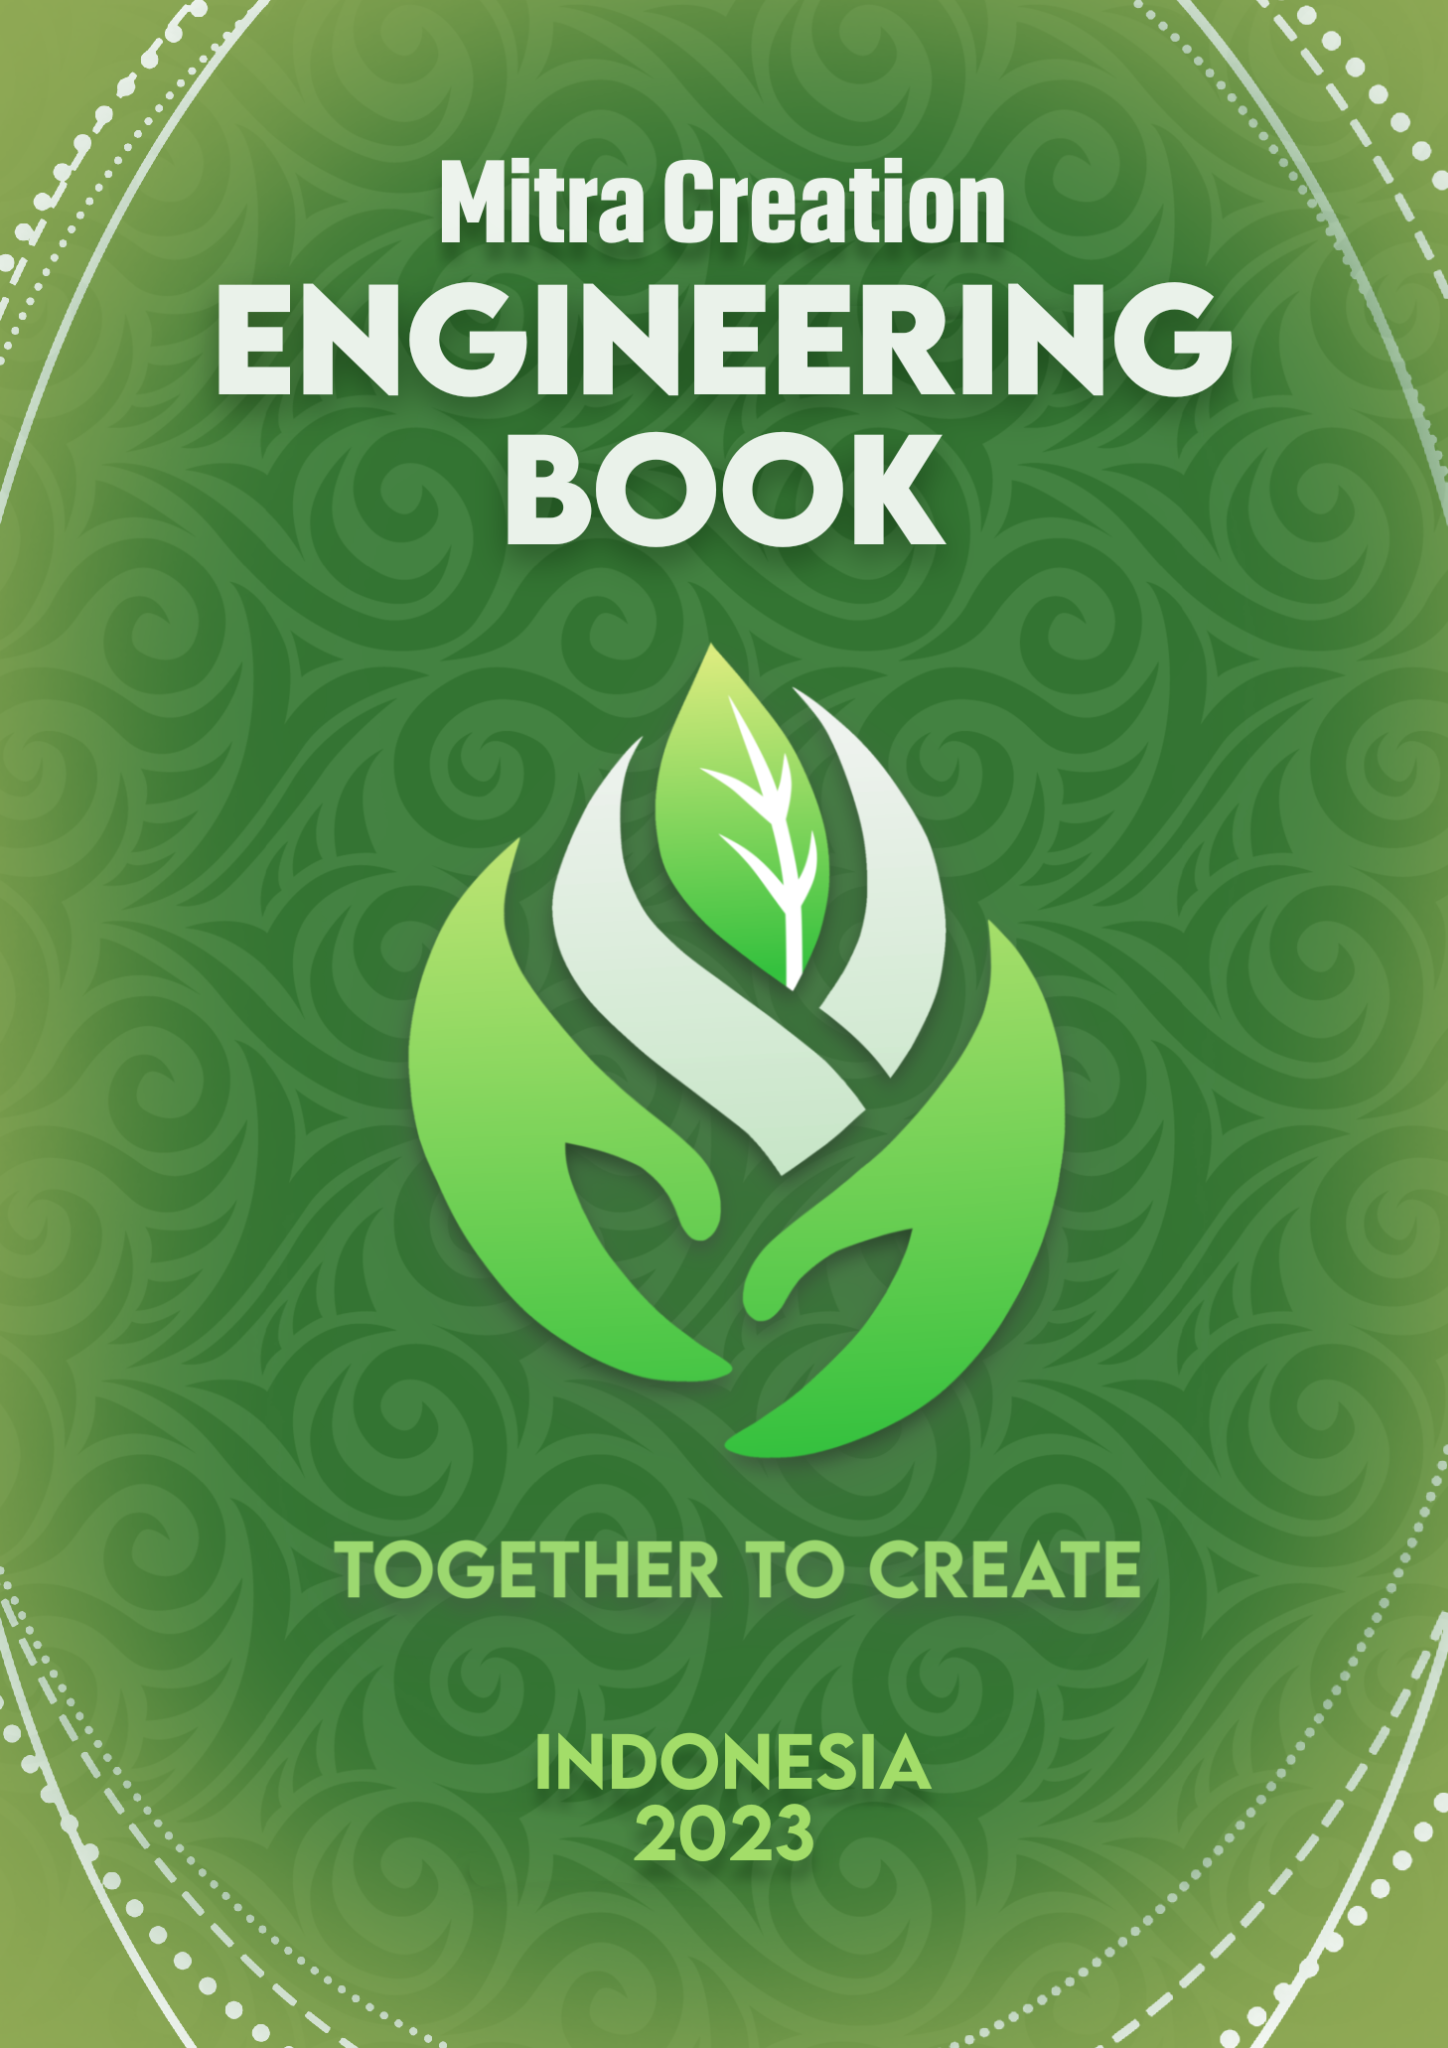 Mitra Creation
ENGINEERING
BOOK
TOGETHER TO CREATE
INDONESIA
2023